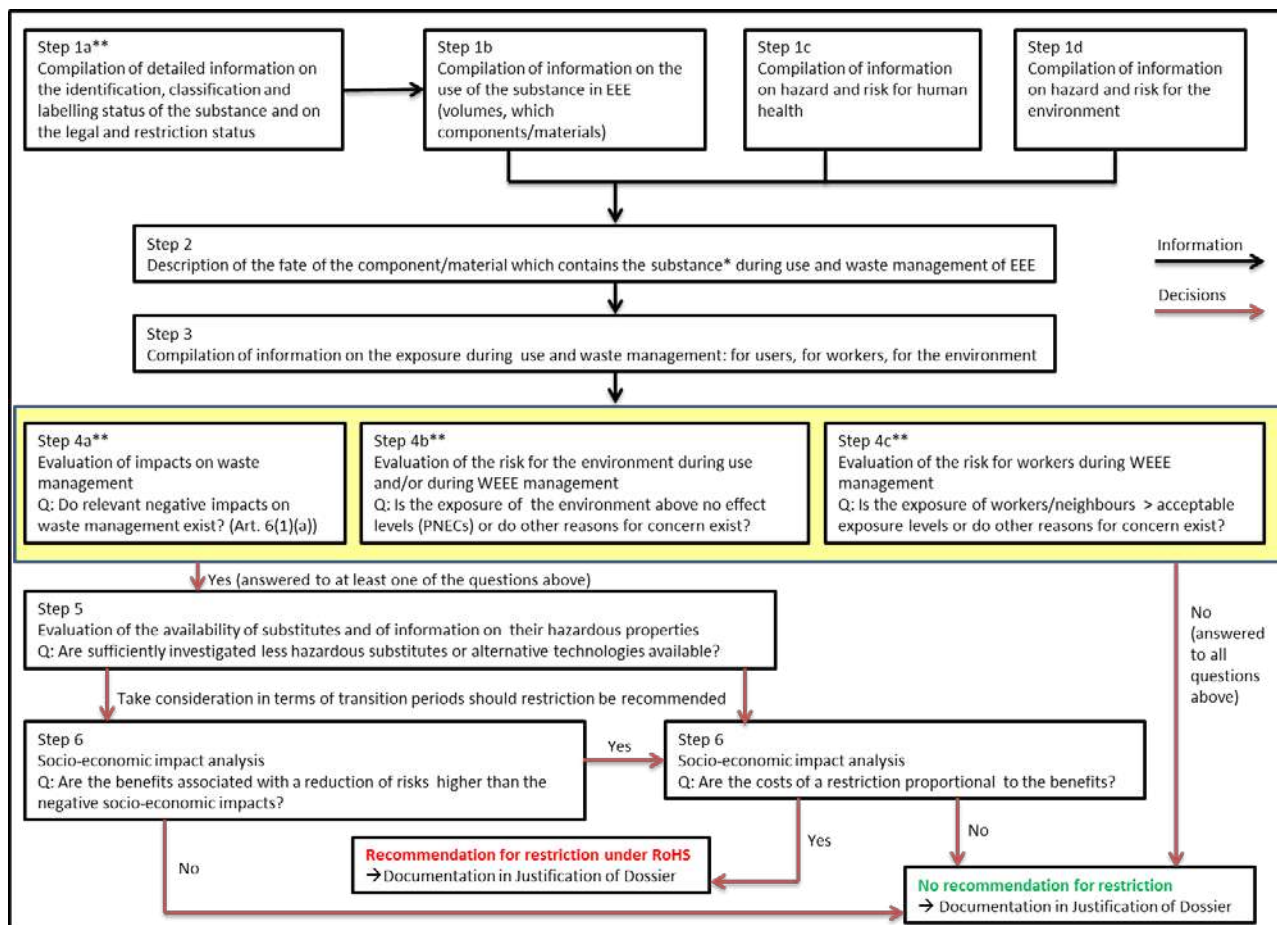 Step 1a**
Compilation of detailed information on
the identification, classification and
labelling status of the substance and on
the legal and restriction status
Step 1b
Compilation of information on the
use of the substance in EEE
(volumes, which
components/materials)
Step 1c
Compilation of information
on hazard and risk for human
health
Step 1d
Compilation of information
on hazard and risk for the
environment
Step 2
Description of the fate of the component/material which contains the substance* during use and waste management of EEE
Information
Decisions
Step 3
Compilation of information on the exposure during use and waste management: for users, for workers, for the environment
Step 4a**
Evaluation of impacts on waste
management
Q: Do relevant negative impacts on
waste management exist? (Art. 6(1)(a))
Step 4b**
Evaluation of the risk for the environment during use
and/or during WEEE management
Q: Is the exposure of the environment above no effect
levels (PNECs) or do other reasons for concern exist?
Step 4c**
Evaluation of the risk for workers during WEEE
management
Q: Is the exposure of workers/neighbours > acceptable
exposure levels or do other reasons for concern exist?
Yes (answered to at least one of the questions above)
No
(answered
to all
questions
above)
Step 5
Evaluation of the availability of substitutes and of information on their hazardous properties
Q: Are sufficiently investigated less hazardous substitutes or alternative technologies available?
Take consideration in terms of transition periods should restriction be recommended
Step 6
Socio-economic impact analysis
Q: Are the benefits associated with a reduction of risks higher than the
negative socio-economic impacts?
Yes
Step 6
Socio-economic impact analysis
Q: Are the costs of a restriction proportional to the benefits?
No
Yes
No
Recommendation for restriction under RoHS
→Documentation in Justification of Dossier
No recommendation for restriction
→ Documentation in Justification of Dossier